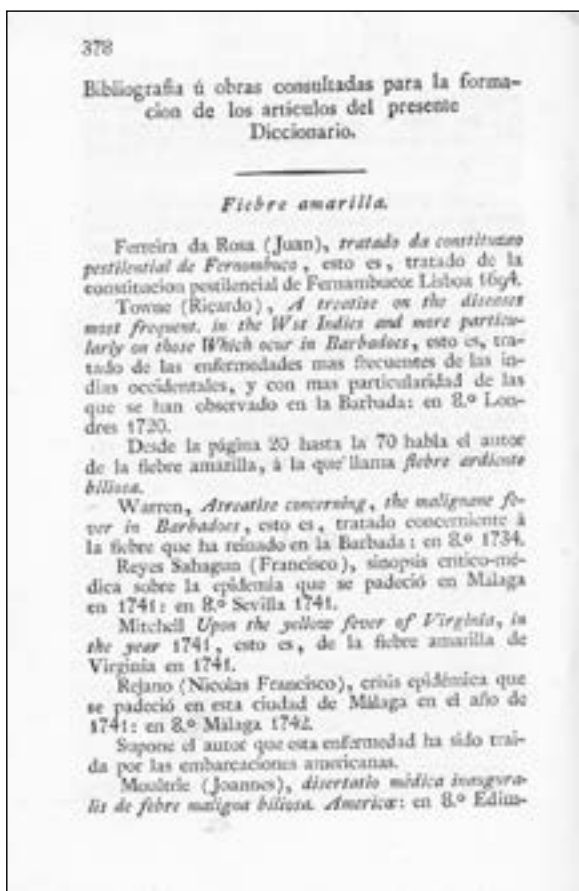 378
Bibliografia ú obras consultadas para la forma-
cion de los articulos del presente
Diccionario.
Fiebre amarilla.
Ferreira da Rosa (Juan), tratado da constituzao
pestilential de Fernambuco, esto es, tratado de la
constitucion pestilencial de Fernambuco: Lisboa 1694.
Towne (Ricardo), A treatise on the diseases
most frequent. in the Wst Indies and more particu-
larly on those Which ocur in Barbadoes, esto es, tra-
tado de las enfermedades mas frecuentes de las in-
dias occidentales, y con mas particularidad de las
que se han observado en la Barbada: en 8.º Lon-
dres 1720.
Desde la página 20 hasta la 70 habla el autor
de la fiebre amarilla, à la que llama fiebre ardiente
biliosa.
Warren, Atreatise concerning, the malignane fe-
ver in Barbadoes, esto es, tratado concerniente à
la fiebre que ha reinado en la Barbada: en 8.º 1734.
Reyes Sahagun (Francisco), sinopsis critico-mé-
dica sobre la epidemia que se padeció en Málaga
en 1741: en 8.º Sevilla 1741.
Mitchell Upon the yellow fever of Virginia, in
the year 1741, esto es, de la fiebre amarilla de
Virginia en 1741.
Rejano (Nicolas Francisco), crisis epidémica que
se padeció en esta ciudad de Málaga en el año de
1741: en 8.º Málaga 1742.
Supone el autor que esta enfermedad ha sido trai-
da por las embarcaciones americanas.
Moultrie (Joannes), disertatio médica inaugura-
lis de febre maligna biliosa. Americæ: en 8.º Edim-